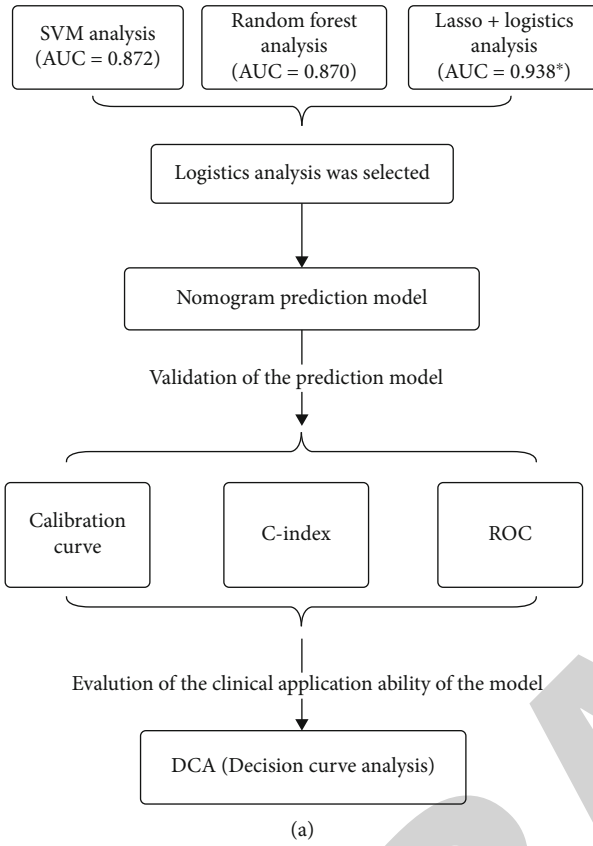 SVM analysis
(AUC = 0.872)
Random forest
analysis
(AUC = 0.870)
Lasso + logistics
analysis
(AUC = 0.938*)
Logistics analysis was selected
Nomogram prediction model
Validation of the prediction model
Calibration
curve
C-index
ROC
Evalution of the clinical application ability of the model
DCA (Decision curve analysis)
(a)